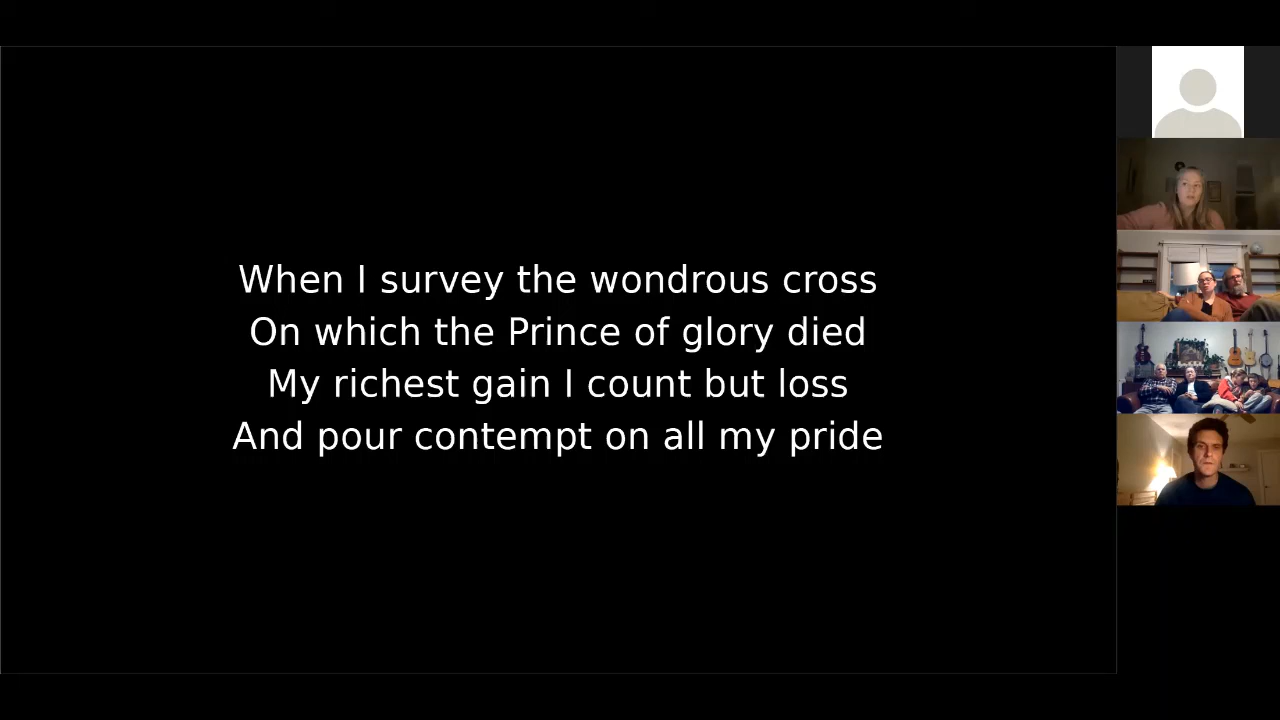 When I survey the wondrous cross
On which the Prince of glory died
My richest gain I count but loss
And pour contempt on all my pride